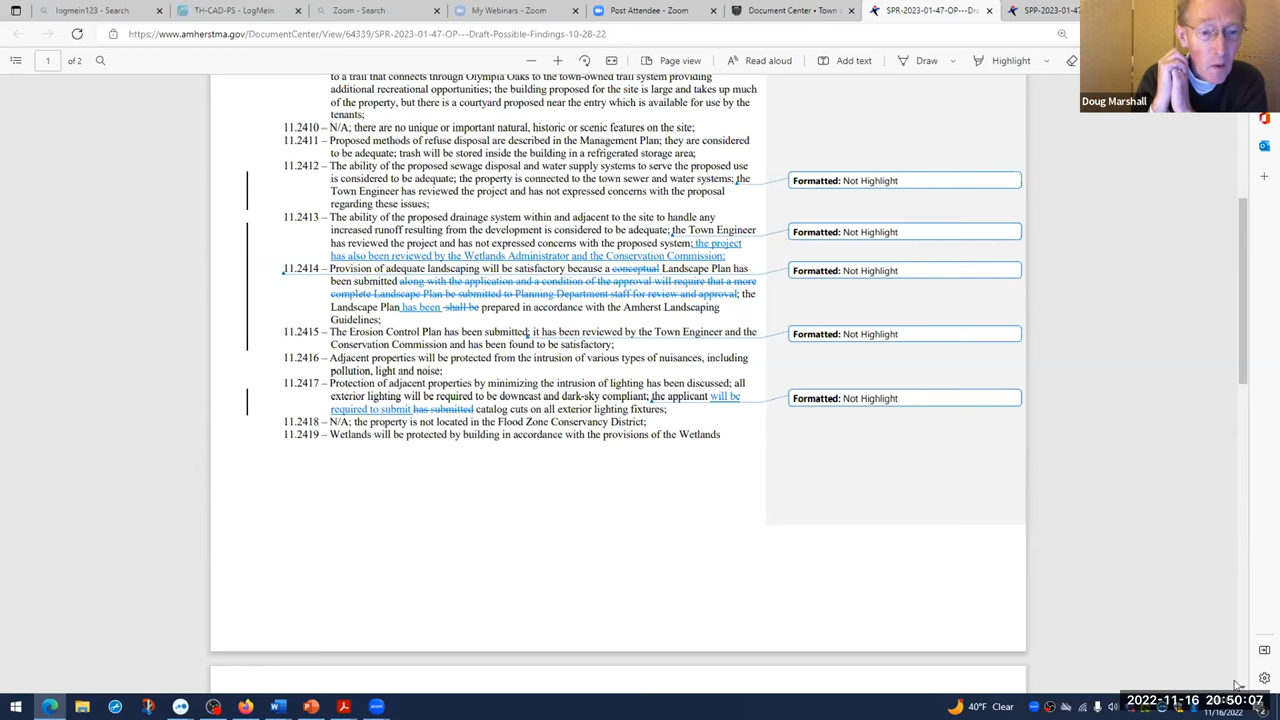 logmein123 - Search
TH-CAD-PS - LogMeIn
Zoom - Search
My Webinars - Zoom
Post Attendee - Zoom
Document Center • Town
SPR-2023-01-47-OP---Dra
SPP-2023-01-47
https://www.amherstma.gov/DocumentCenter/View/64339/SPR-2023-01-47-OP---Draft-Possible-Findings-10-28-22
1 of 2
Page view
Read aloud
Add text
Draw
Highlight
Doug Marshall
to a trail that connects through Olympia Oaks to the town-owned trail system providing
additional recreational opportunities; the building proposed for the site is large and takes up much
of the property, but there is a courtyard proposed near the entry which is available for use by the
tenants;
11.2410 – N/A; there are no unique or important natural, historic or scenic features on the site;
11.2411 – Proposed methods of refuse disposal are described in the Management Plan; they are considered
to be adequate; trash will be stored inside the building in a refrigerated storage area;
11.2412 – The ability of the proposed sewage disposal and water supply systems to serve the proposed use
is considered to be adequate; the property is connected to the town sewer and water systems; the
Town Engineer has reviewed the project and has not expressed concerns with the proposal
regarding these issues;
11.2413 – The ability of the proposed drainage system within and adjacent to the site to handle any
increased runoff resulting from the development is considered to be adequate; the Town Engineer
has reviewed the project and has not expressed concerns with the proposed system; the project
has also been reviewed by the Wetlands Administrator and the Conservation Commission;
11.2414 – Provision of adequate landscaping will be satisfactory because a conceptual Landscape Plan has
been submitted along with the application and a condition of the approval will require that a more
complete Landscape Plan be submitted to Planning Department staff for review and approval; the
Landscape Plan has been shall be prepared in accordance with the Amherst Landscaping
Guidelines;
11.2415 – The Erosion Control Plan has been submitted; it has been reviewed by the Town Engineer and the
Conservation Commission and has been found to be satisfactory;
11.2416 – Adjacent properties will be protected from the intrusion of various types of nuisances, including
pollution, light and noise;
11.2417 – Protection of adjacent properties by minimizing the intrusion of lighting has been discussed; all
exterior lighting will be required to be downcast and dark-sky compliant; the applicant will be
required to submit has submitted catalog cuts on all exterior lighting fixtures;
11.2418 – N/A; the property is not located in the Flood Zone Conservancy District;
11.2419 – Wetlands will be protected by building in accordance with the provisions of the Wetlands
Formatted: Not Highlight
Formatted: Not Highlight
Formatted: Not Highlight
Formatted: Not Highlight
Formatted: Not Highlight
40°F Clear
2022-11-16 20:50:07
11/16/2022